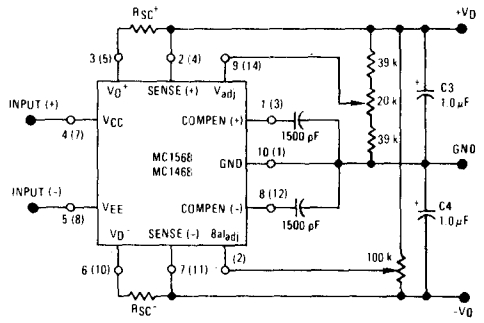 RSC+
+VO
3 (5)
2 (4)
9 (14)
39 k
20 k
39 k
+
C3
1.0 µF
VO+
SENSE (+)
Vadj
INPUT (+)
4 (7)
VCC
COMPEN (+)
1 (3)
1500 pF
MC1568
MC1468
GND
10 (1)
GND
COMPEN (-)
8 (12)
1500 pF
INPUT (-)
5 (8)
VEE
+
C4
1.0 µF
VO-
SENSE (-)
Baladj
(2)
100 k
6 (10)
7 (11)
RSC-
-VO